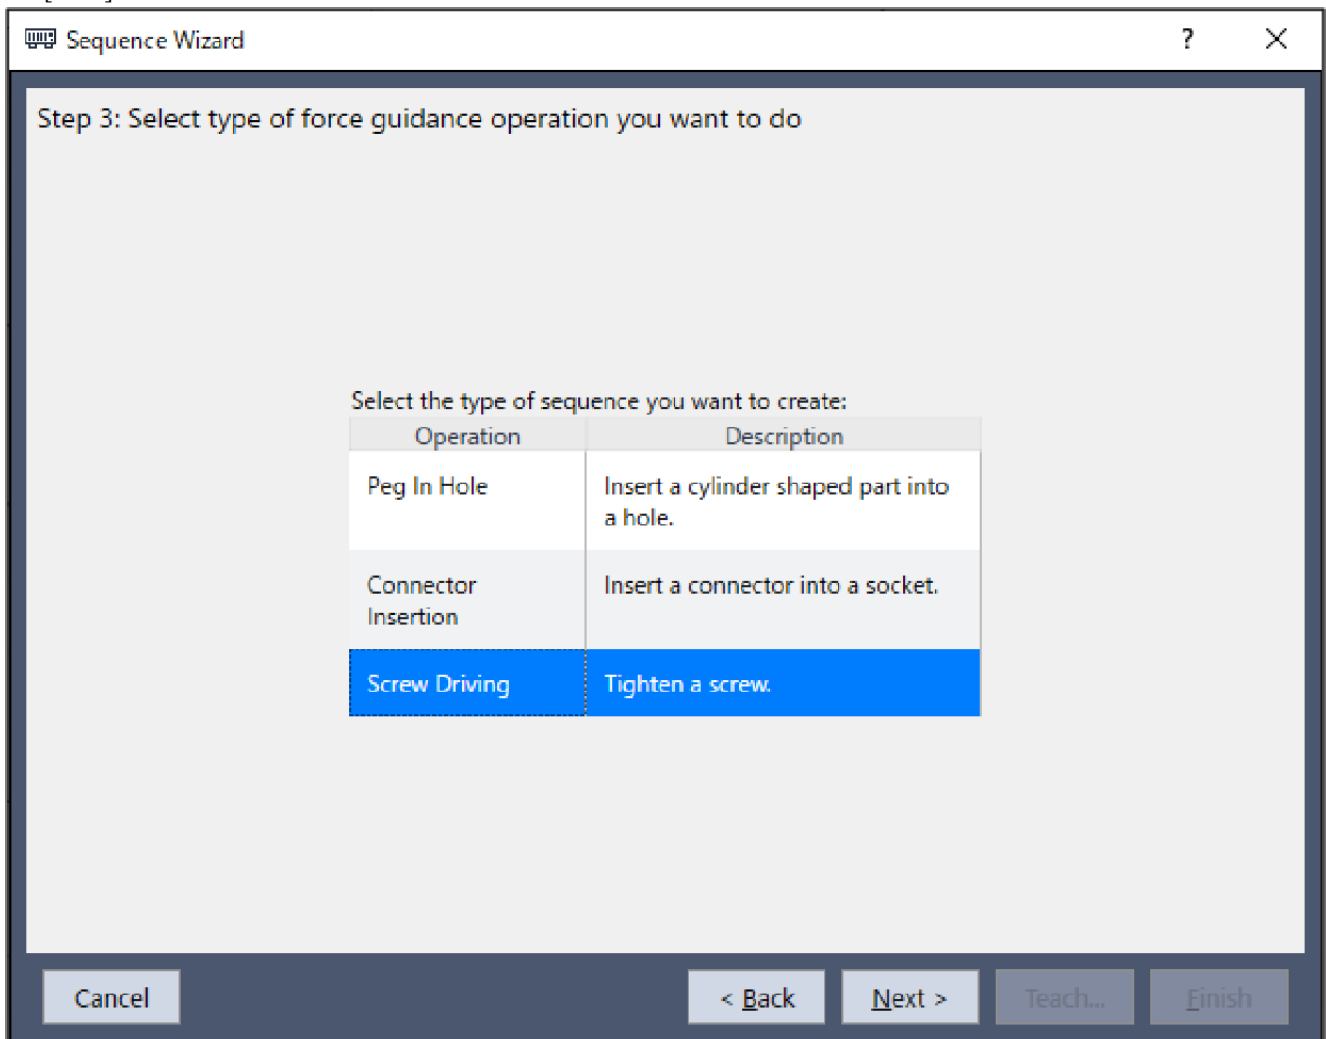 Sequence Wizard
?
Step 3: Select type of force guidance operation you want to do
Select the type of sequence you want to create:
Operation Description
Peg In Hole Insert a cylinder shaped part into
a hole.
Connector Insert a connector into a socket.
Insertion
Screw Driving Tighten a screw.
Cancel < Back Next > Teach... Finish